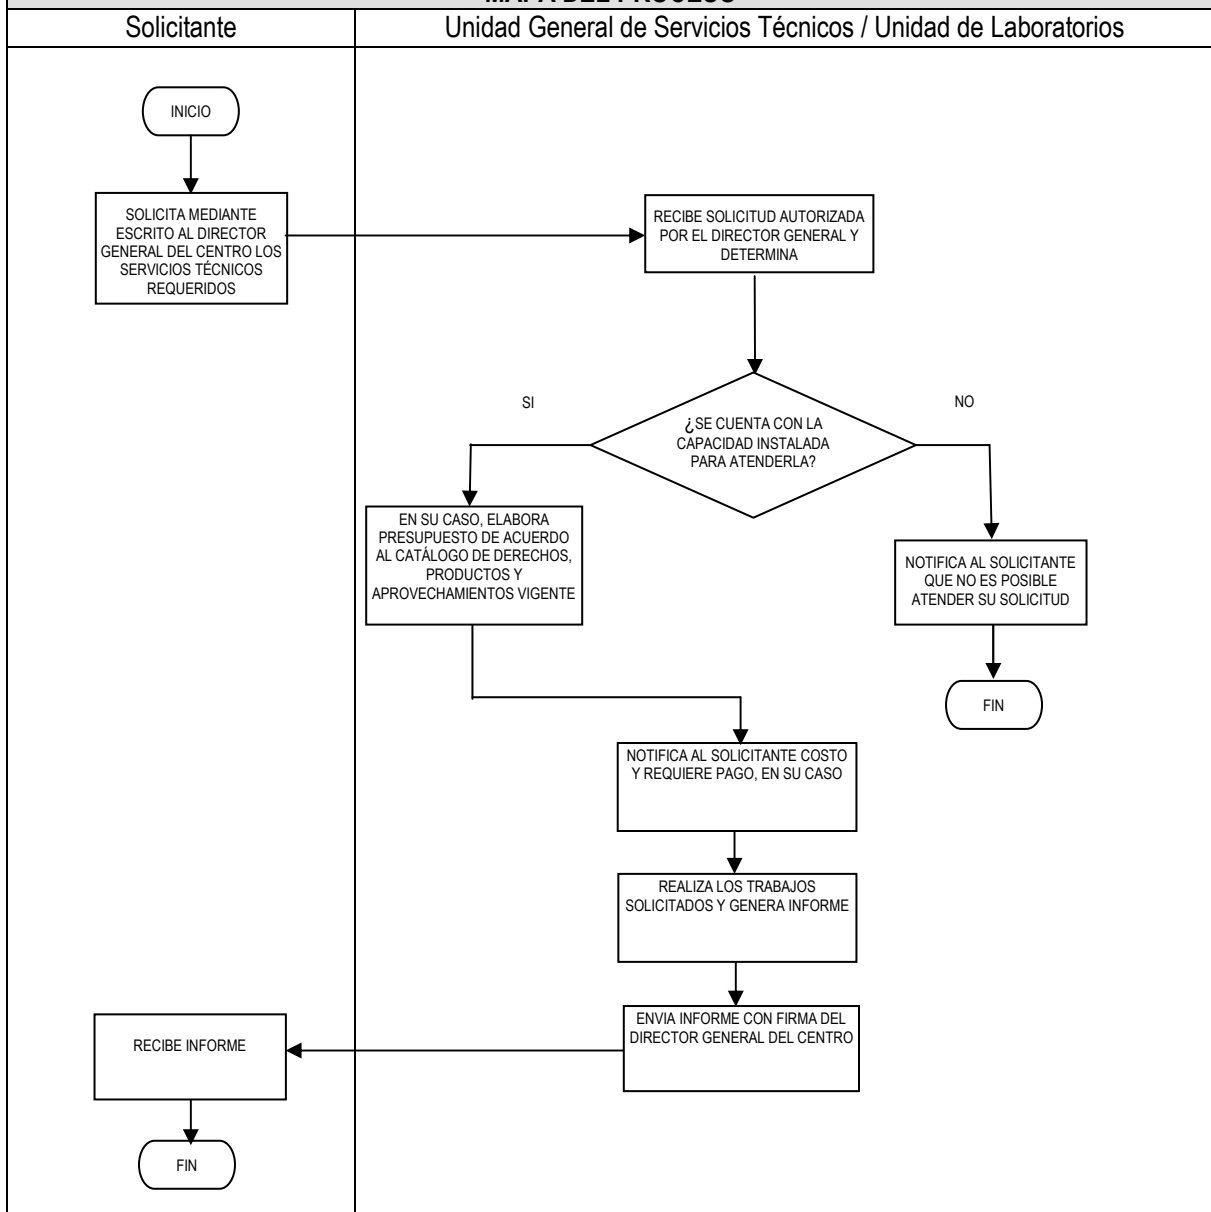 MAPA DEL PROCESO
Solicitante
Unidad General de Servicios Técnicos / Unidad de Laboratorios
INICIO
SOLICITA MEDIANTE
ESCRITO AL DIRECTOR
GENERAL DEL CENTRO LOS
SERVICIOS TÉCNICOS
REQUERIDOS
RECIBE SOLICITUD AUTORIZADA
POR EL DIRECTOR GENERAL Y
DETERMINA
SI
NO
¿SE CUENTA CON LA
CAPACIDAD INSTALADA
PARA ATENDERLA?
EN SU CASO, ELABORA
PRESUPUESTO DE ACUERDO
AL CATÁLOGO DE DERECHOS,
PRODUCTOS Y
APROVECHAMIENTOS VIGENTE
NOTIFICA AL SOLICITANTE
QUE NO ES POSIBLE
ATENDER SU SOLICITUD
FIN
NOTIFICA AL SOLICITANTE COSTO
Y REQUIERE PAGO, EN SU CASO
REALIZA LOS TRABAJOS
SOLICITADOS Y GENERA INFORME
ENVIA INFORME CON FIRMA DEL
DIRECTOR GENERAL DEL CENTRO
RECIBE INFORME
FIN